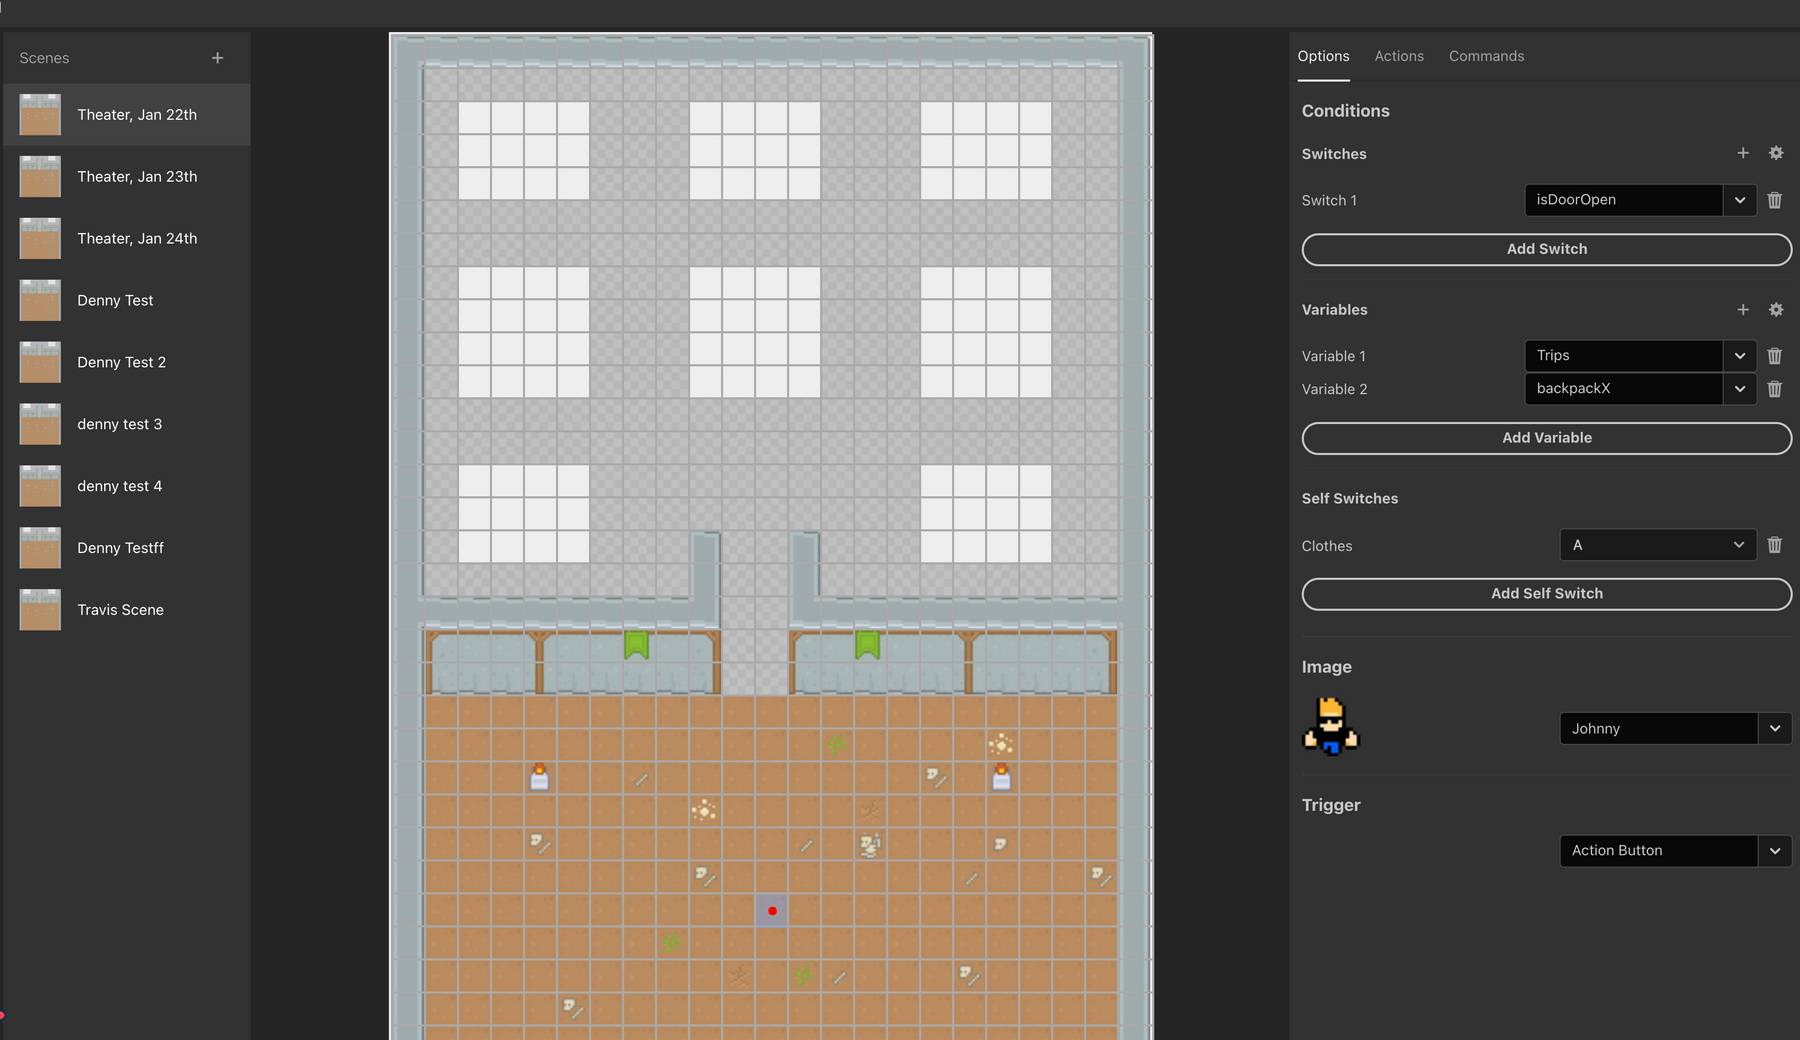 Scenes +
Theater, Jan 22th
Theater, Jan 23th
Theater, Jan 24th
Denny Test
Denny Test 2
denny test 3
denny test 4
Denny Testff
Travis Scene
Options Actions Commands
Conditions
Switches +
Switch 1 isDoorOpen
Add Switch
Variables +
Variable 1 Trips
Variable 2 backpackX
Add Variable
Self Switches
Clothes A
Add Self Switch
Image
Johnny
Trigger
Action Button